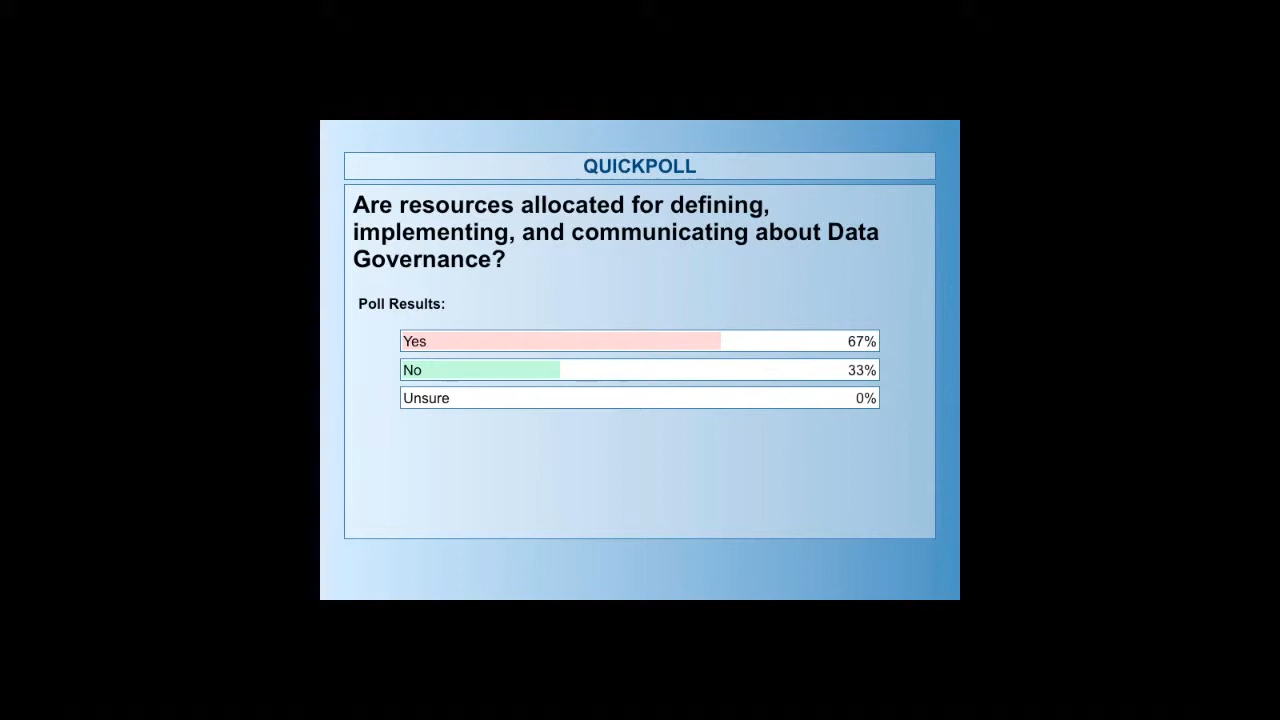 QUICKPOLL
Are resources allocated for defining,
implementing, and communicating about Data
Governance?
Poll Results:
Yes 67%
No 33%
Unsure 0%